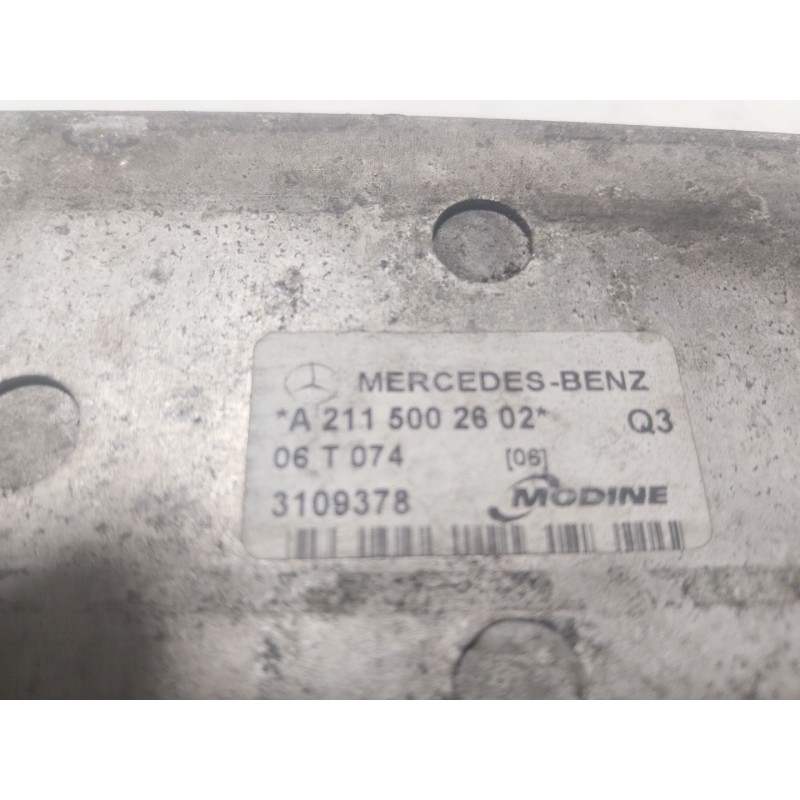 MERCEDES-BENZ
*A 211 500 26 02* Q3
06 T 074 [06]
3109378 MODINE